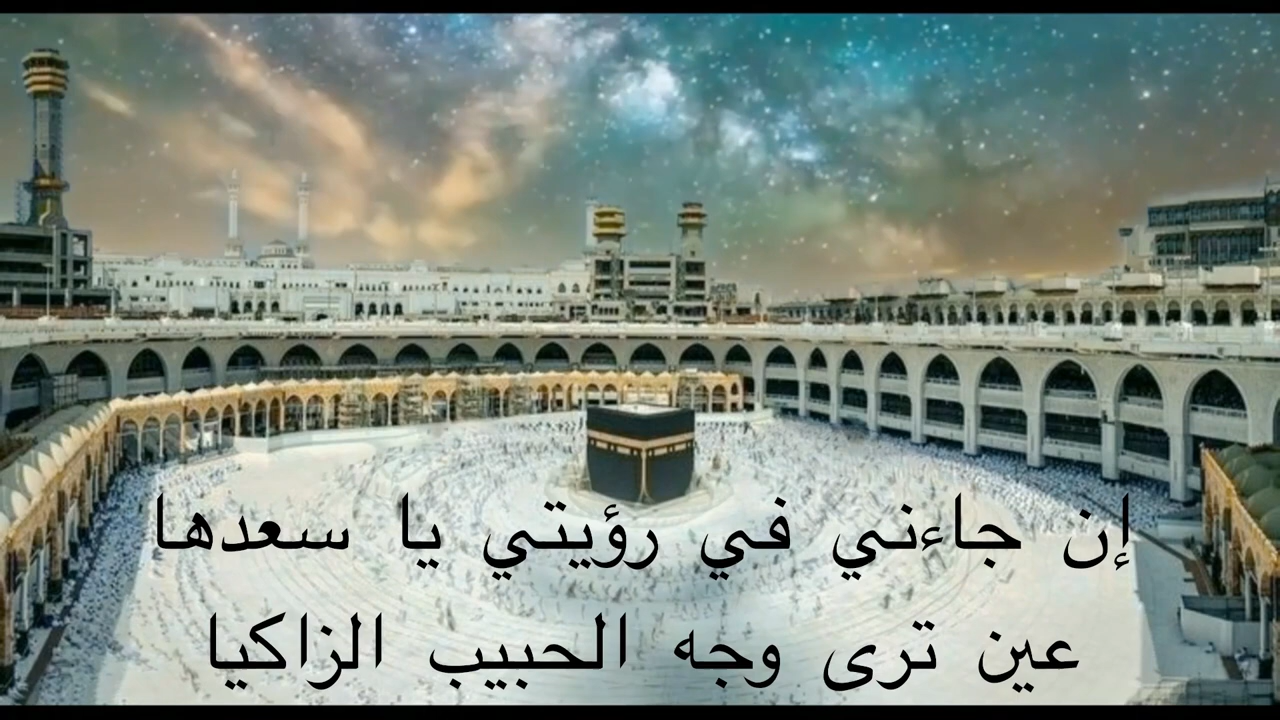 إن جاءني في رؤيتي يا سعدها
عين ترى وجه الحبيب الزاكيا